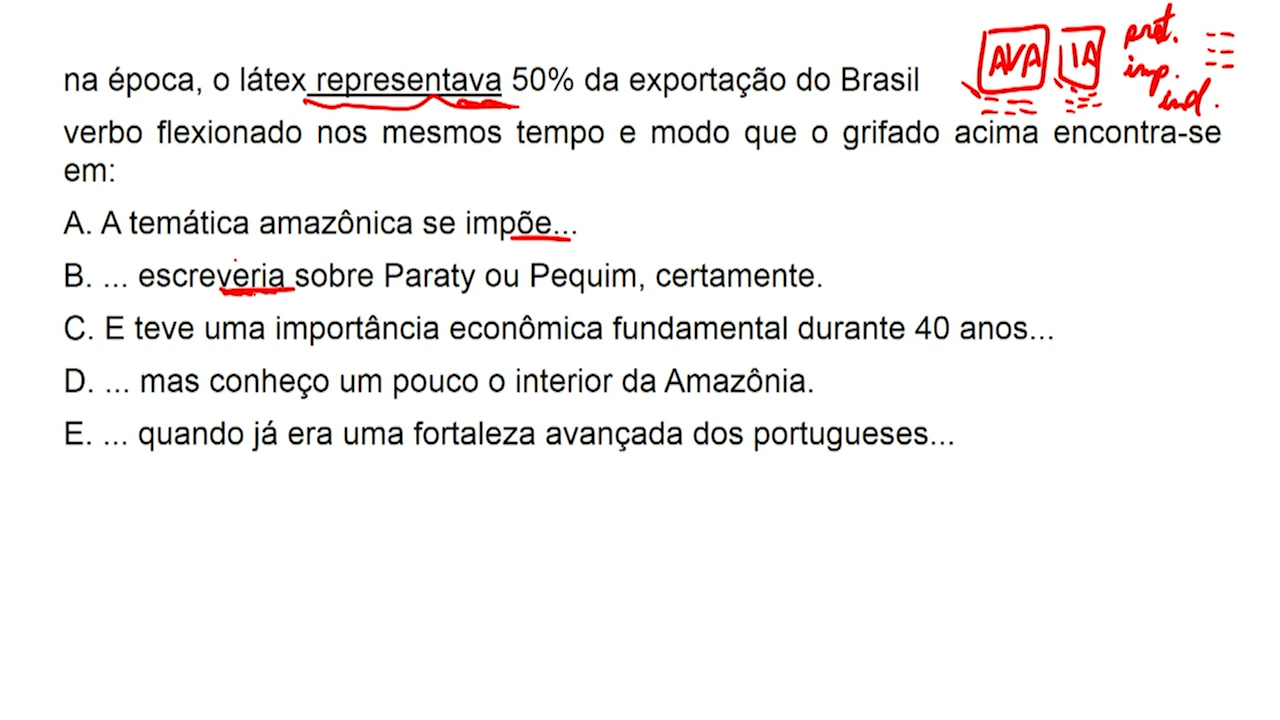 AVA IA pret.
imp.
ind.
na época, o látex representava 50% da exportação do Brasil
verbo flexionado nos mesmos tempo e modo que o grifado acima encontra-se
em:
A. A temática amazônica se impõe...
B. ... escreveria sobre Paraty ou Pequim, certamente.
C. E teve uma importância econômica fundamental durante 40 anos...
D. ... mas conheço um pouco o interior da Amazônia.
E. ... quando já era uma fortaleza avançada dos portugueses...